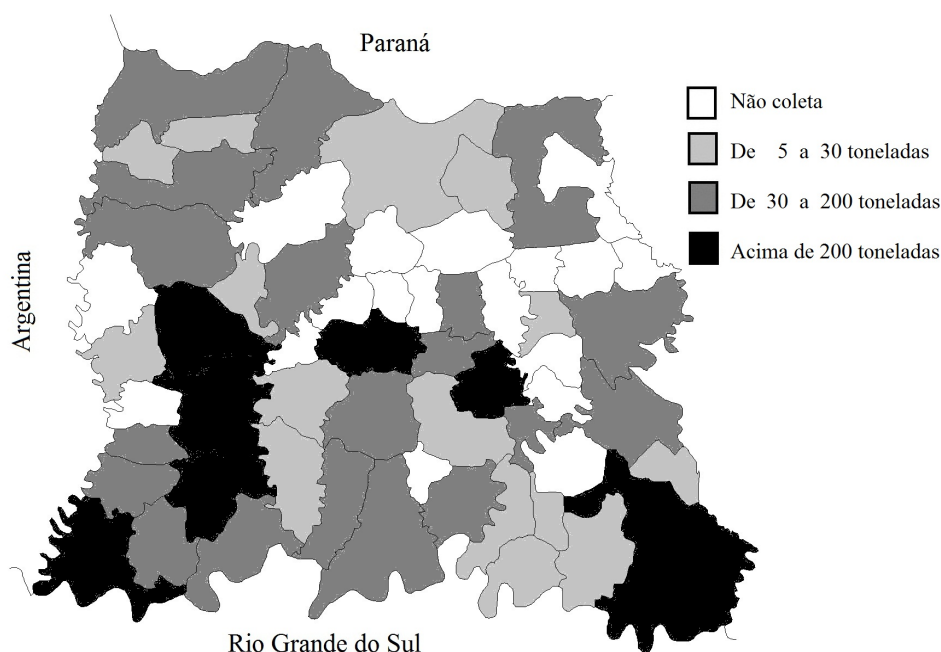 Paraná
Não coleta
De 5 a 30 toneladas
De 30 a 200 toneladas
Acima de 200 toneladas
Argentina
Rio Grande do Sul